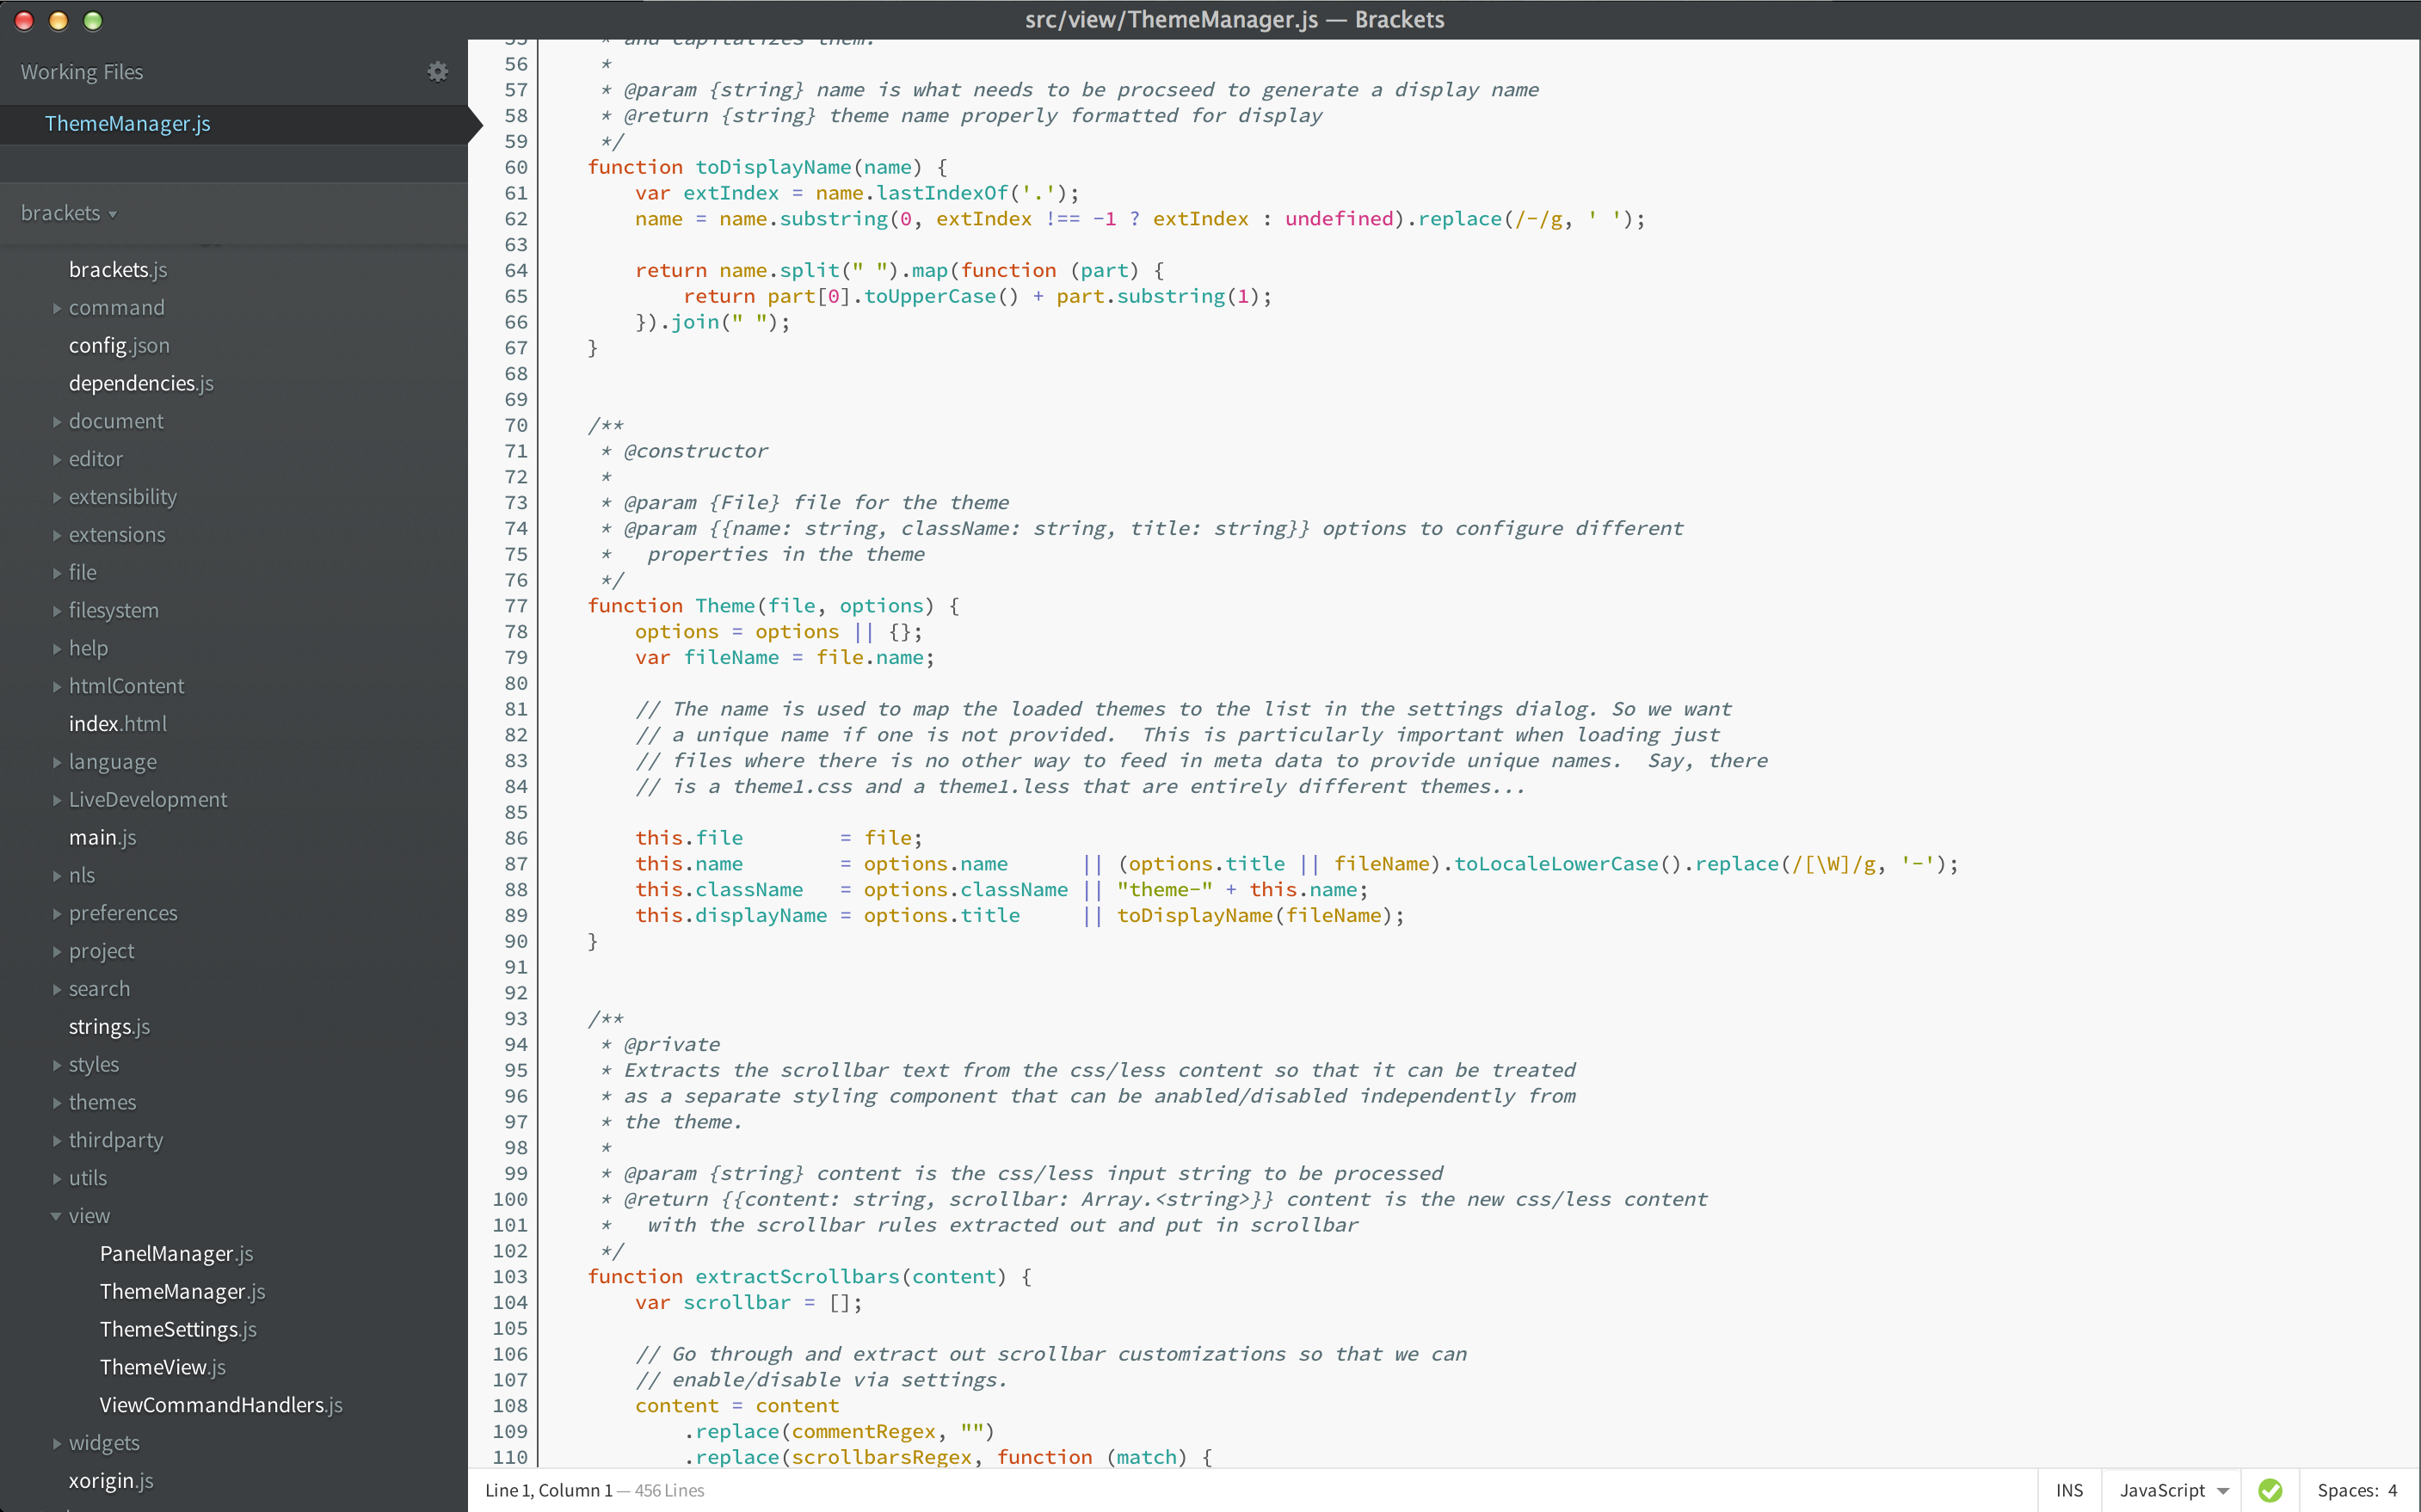 src/view/ThemeManager.js — Brackets
Working Files
ThemeManager.js
brackets
brackets.js
command
config.json
dependencies.js
document
editor
extensibility
extensions
file
filesystem
help
htmlContent
index.html
language
LiveDevelopment
main.js
nls
preferences
project
search
strings.js
styles
themes
thirdparty
utils
view
PanelManager.js
ThemeManager.js
ThemeSettings.js
ThemeView.js
ViewCommandHandlers.js
widgets
xorigin.js
55 * and capitalizes them.
56 *
57 * @param {string} name is what needs to be procseed to generate a display name
58 * @return {string} theme name properly formatted for display
59 */
60 function toDisplayName(name) {
61 var extIndex = name.lastIndexOf('.');
62 name = name.substring(0, extIndex !== -1 ? extIndex : undefined).replace(/-/g, ' ');
63
64 return name.split(" ").map(function (part) {
65 return part[0].toUpperCase() + part.substring(1);
66 }).join(" ");
67 }
68
69
70 /**
71 * @constructor
72 *
73 * @param {File} file for the theme
74 * @param {{name: string, className: string, title: string}} options to configure different
75 * properties in the theme
76 */
77 function Theme(file, options) {
78 options = options || {};
79 var fileName = file.name;
80
81 // The name is used to map the loaded themes to the list in the settings dialog. So we want
82 // a unique name if one is not provided.  This is particularly important when loading just
83 // files where there is no other way to feed in meta data to provide unique names.  Say, there
84 // is a theme1.css and a theme1.less that are entirely different themes...
85
86 this.file = file;
87 this.name = options.name || (options.title || fileName).toLocaleLowerCase().replace(/[\W]/g, '-');
88 this.className = options.className || "theme-" + this.name;
89 this.displayName = options.title || toDisplayName(fileName);
90 }
91
92
93 /**
94 * @private
95 * Extracts the scrollbar text from the css/less content so that it can be treated
96 * as a separate styling component that can be anabled/disabled independently from
97 * the theme.
98 *
99 * @param {string} content is the css/less input string to be processed
100 * @return {{content: string, scrollbar: Array.<string>}} content is the new css/less content
101 * with the scrollbar rules extracted out and put in scrollbar
102 */
103 function extractScrollbars(content) {
104 var scrollbar = [];
105
106 // Go through and extract out scrollbar customizations so that we can
107 // enable/disable via settings.
108 content = content
109 .replace(commentRegex, "")
110 .replace(scrollbarsRegex, function (match) {
Line 1, Column 1 — 456 Lines
INS
JavaScript
Spaces: 4